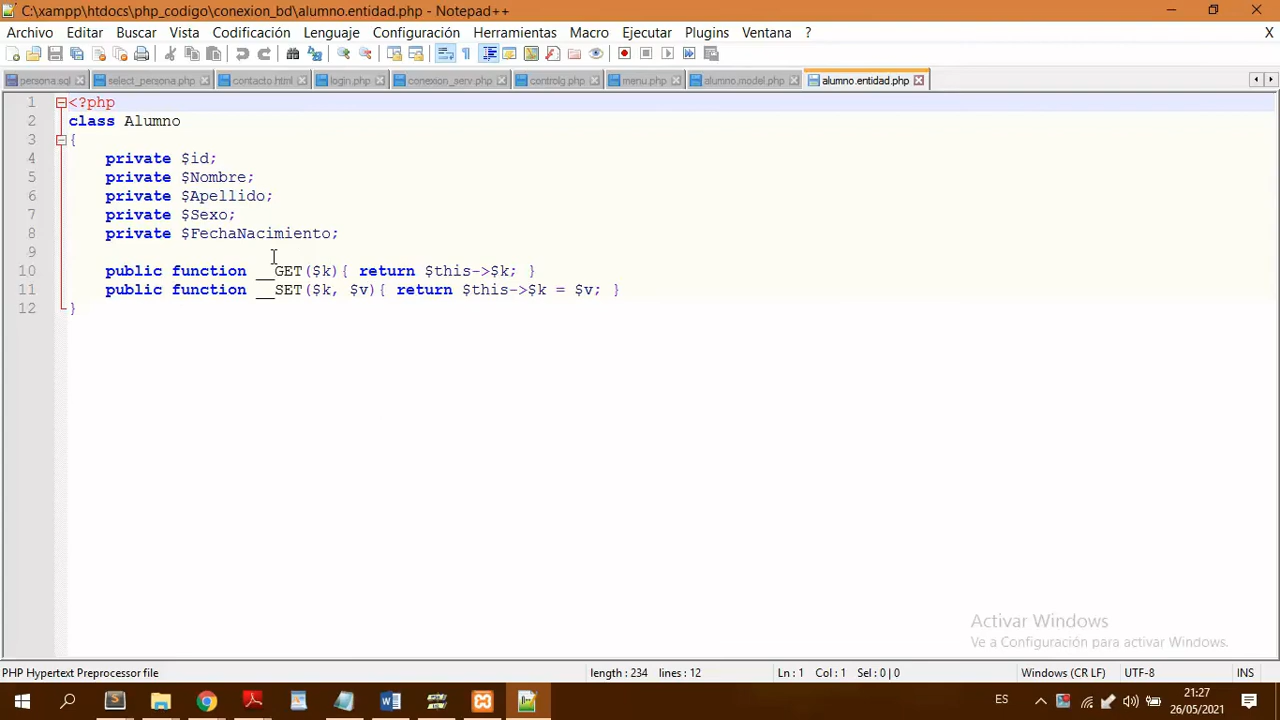 C:\xampp\htdocs\php_codigo\conexion_bd\alumno.entidad.php - Notepad++
Archivo Editar Buscar Vista Codificación Lenguaje Configuración Herramientas Macro Ejecutar Plugins Ventana ? X
persona.sql select_persona.php contacto.html login.php conexion_serv.php controlg.php menu.php alumno.model.php alumno.entidad.php
1 <?php
2 class Alumno
3 {
4 private $id;
5 private $Nombre;
6 private $Apellido;
7 private $Sexo;
8 private $FechaNacimiento;
9
10 public function __GET($k){ return $this->$k; }
11 public function __SET($k, $v){ return $this->$k = $v; }
12 }
Activar Windows
Ve a Configuración para activar Windows.
PHP Hypertext Preprocessor file length : 234 lines : 12 Ln : 1 Col : 1 Sel : 0 | 0 Windows (CR LF) UTF-8 INS
ES 21:27
26/05/2021